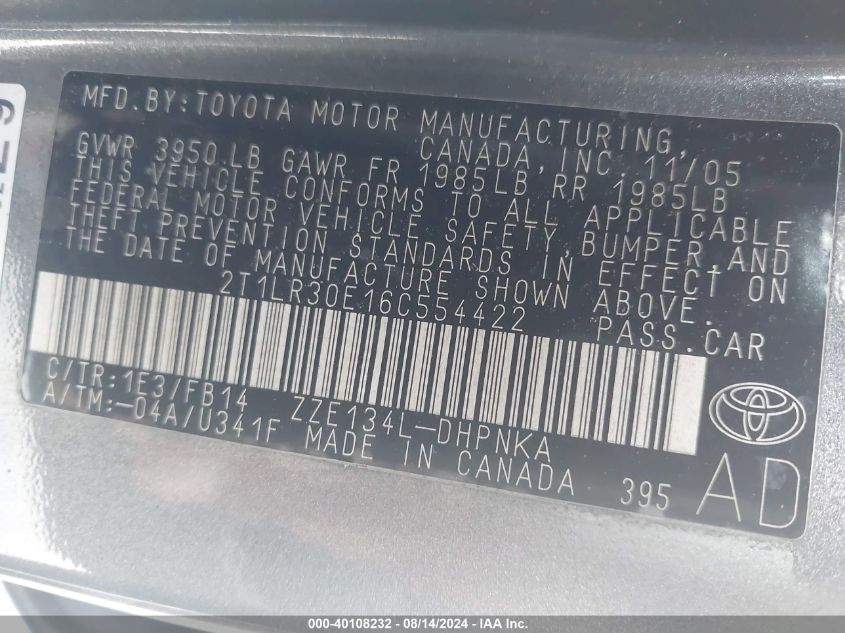 MFD. BY: TOYOTA MOTOR MANUFACTURING,
CANADA, INC. 11/05
GVWR 3950 LB GAWR FR 1985LB RR 1985LB
THIS VEHICLE CONFORMS TO ALL APPLICABLE
FEDERAL MOTOR VEHICLE SAFETY, BUMPER AND
THEFT PREVENTION STANDARDS IN EFFECT ON
THE DATE OF MANUFACTURE SHOWN ABOVE.
2T1LR30E16C554422 PASS. CAR
C/TR: 1E3/FB14 ZZE134L-DHPNKA
A/TM:-04A/U341F MADE IN CANADA 395
AD
000-40108232 - 08/14/2024 - IAA Inc.